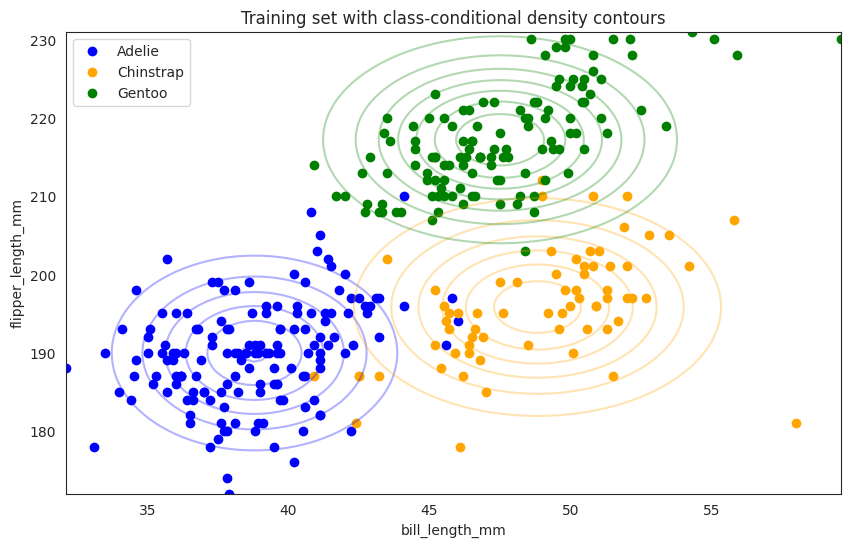 Training set with class-conditional density contours
Adelie
Chinstrap
Gentoo
flipper_length_mm
230
220
210
200
190
180
35 40 45 50 55
bill_length_mm